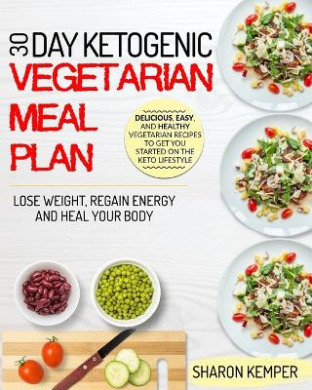 30 DAY KETOGENIC
VEGETARIAN
MEAL
PLAN
DELICIOUS, EASY,
AND HEALTHY
VEGETARIAN RECIPES
TO GET YOU
STARTED ON THE
KETO LIFESTYLE
LOSE WEIGHT, REGAIN ENERGY
AND HEAL YOUR BODY
SHARON KEMPER